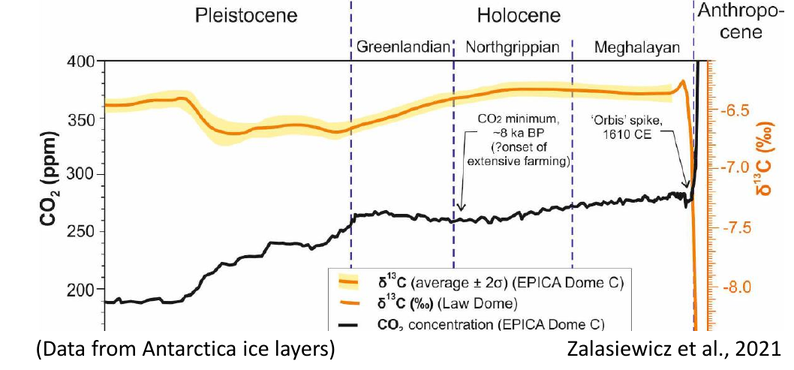 Pleistocene
Holocene
Anthropo-
cene
Greenlandian
Northgrippian
Meghalayan
400
350
300
250
200
CO₂ (ppm)
-6.5
-7.0
-7.5
-8.0
δ¹³C (‰)
CO2 minimum,
~8 ka BP
(?onset of
extensive farming)
‘Orbis’ spike,
1610 CE
δ¹³C (average ± 2σ) (EPICA Dome C)
δ¹³C (‰) (Law Dome)
CO₂ concentration (EPICA Dome C)
(Data from Antarctica ice layers)
Zalasiewicz et al., 2021